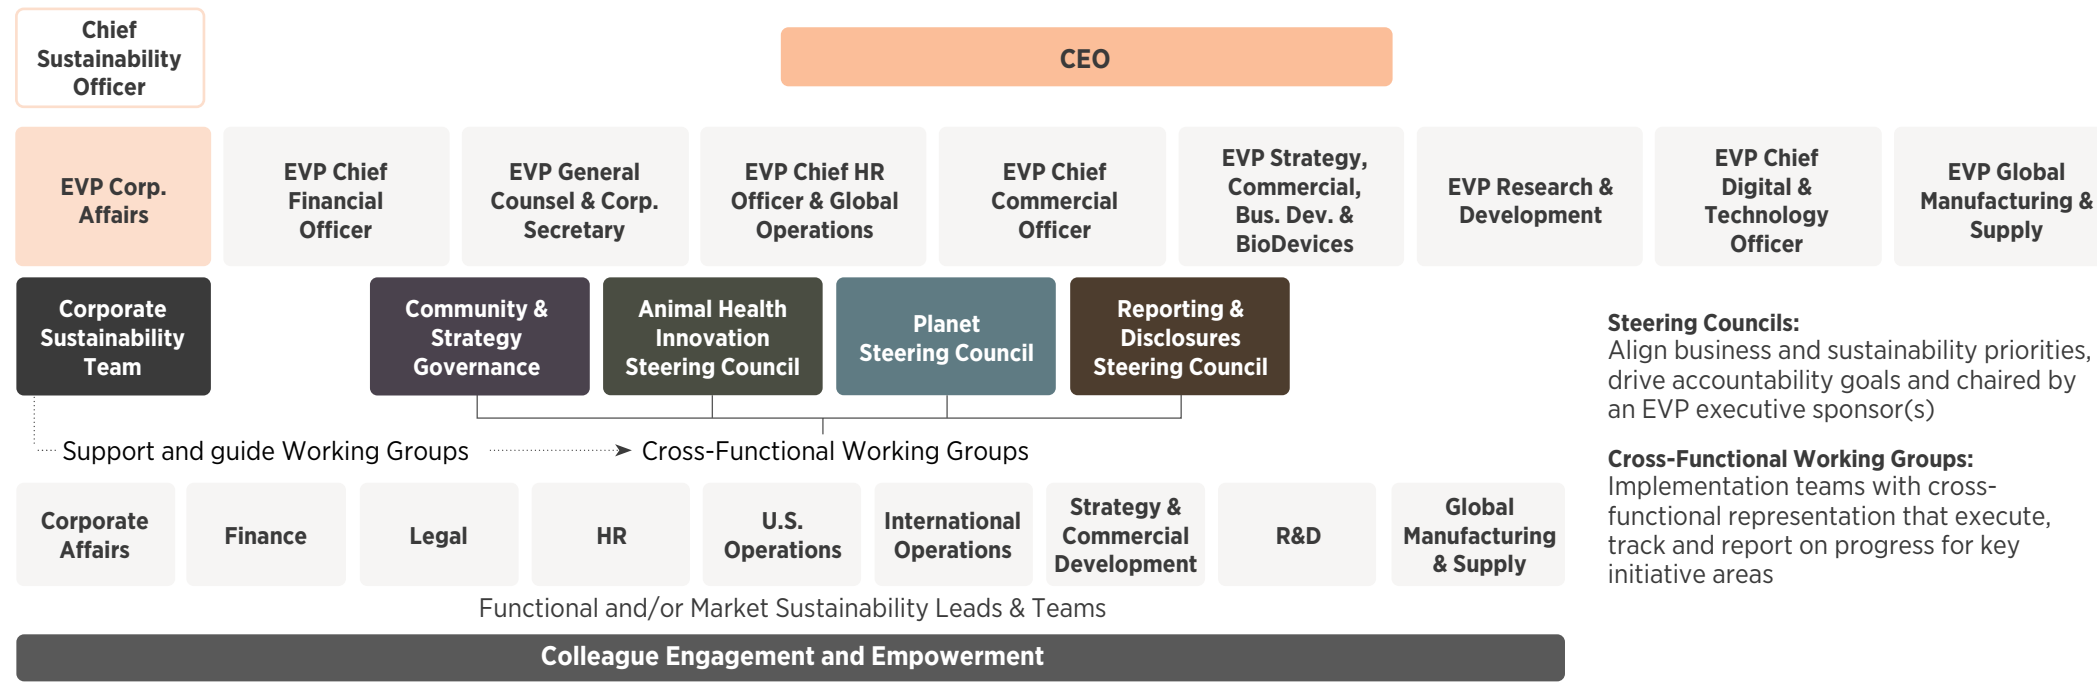 Chief
Sustainability
Officer
CEO
EVP Corp.
Affairs
EVP Chief
Financial
Officer
EVP General
Counsel & Corp.
Secretary
EVP Chief HR
Officer & Global
Operations
EVP Chief
Commercial
Officer
EVP Strategy,
Commercial,
Bus. Dev. &
BioDevices
EVP Research &
Development
EVP Chief
Digital &
Technology
Officer
EVP Global
Manufacturing &
Supply
Corporate
Sustainability
Team
Community &
Strategy
Governance
Animal Health
Innovation
Steering Council
Planet
Steering Council
Reporting &
Disclosures
Steering Council
Steering Councils:
Align business and sustainability priorities,
drive accountability goals and chaired by
an EVP executive sponsor(s)
Support and guide Working Groups
Cross-Functional Working Groups
Cross-Functional Working Groups:
Implementation teams with cross-
functional representation that execute,
track and report on progress for key
initiative areas
Corporate
Affairs
Finance
Legal
HR
U.S.
Operations
International
Operations
Strategy &
Commercial
Development
R&D
Global
Manufacturing
& Supply
Functional and/or Market Sustainability Leads & Teams
Colleague Engagement and Empowerment